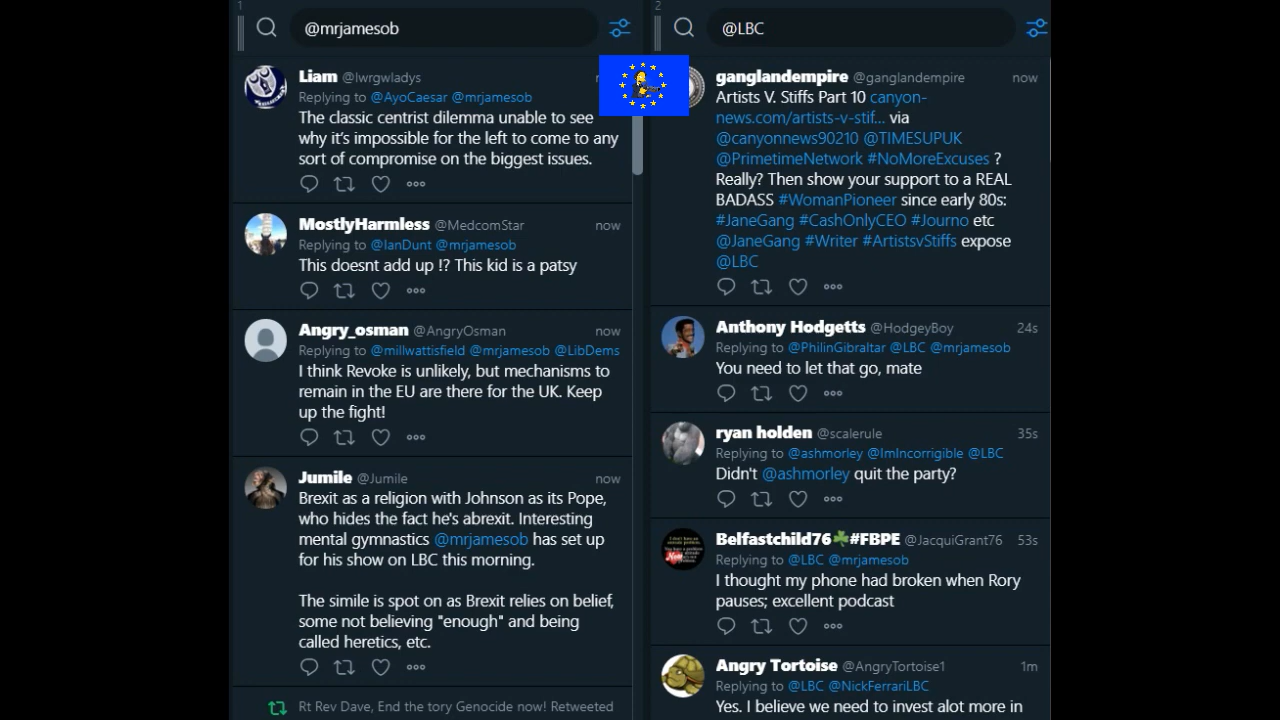 1
@mrjamesob
Liam @lwrgwladys
Replying to @AyoCaesar @mrjamesob
The classic centrist dilemma unable to see
why it's impossible for the left to come to any
sort of compromise on the biggest issues.
MostlyHarmless @MedcomStar now
Replying to @IanDunt @mrjamesob
This doesnt add up !? This kid is a patsy
Angry_osman @AngryOsman now
Replying to @millwattisfield @mrjamesob @LibDems
I think Revoke is unlikely, but mechanisms to
remain in the EU are there for the UK. Keep
up the fight!
Jumile @Jumile now
Brexit as a religion with Johnson as its Pope,
who hides the fact he's abrexit. Interesting
mental gymnastics @mrjamesob has set up
for his show on LBC this morning.
The simile is spot on as Brexit relies on belief,
some not believing "enough" and being
called heretics, etc.
Rt Rev Dave, End the tory Genocide now! Retweeted
2
@LBC
ganglandempire @ganglandempire now
Artists V. Stiffs Part 10 canyon-
news.com/artists-v-stif... via
@canyonnews90210 @TIMESUPUK
@PrimetimeNetwork #NoMoreExcuses ?
Really? Then show your support to a REAL
BADASS #WomanPioneer since early 80s:
#JaneGang #CashOnlyCEO #Journo etc
@JaneGang #Writer #ArtistsvStiffs expose
@LBC
Anthony Hodgetts @HodgeyBoy 24s
Replying to @PhilinGibraltar @LBC @mrjamesob
You need to let that go, mate
ryan holden @scalerule 35s
Replying to @ashmorley @ImIncorrigible @LBC
Didn't @ashmorley quit the party?
Belfastchild76☘️#FBPE @JacquiGrant76 53s
Replying to @LBC @mrjamesob
I thought my phone had broken when Rory
pauses; excellent podcast
Angry Tortoise @AngryTortoise1 1m
Replying to @LBC @NickFerrariLBC
Yes. I believe we need to invest alot more in